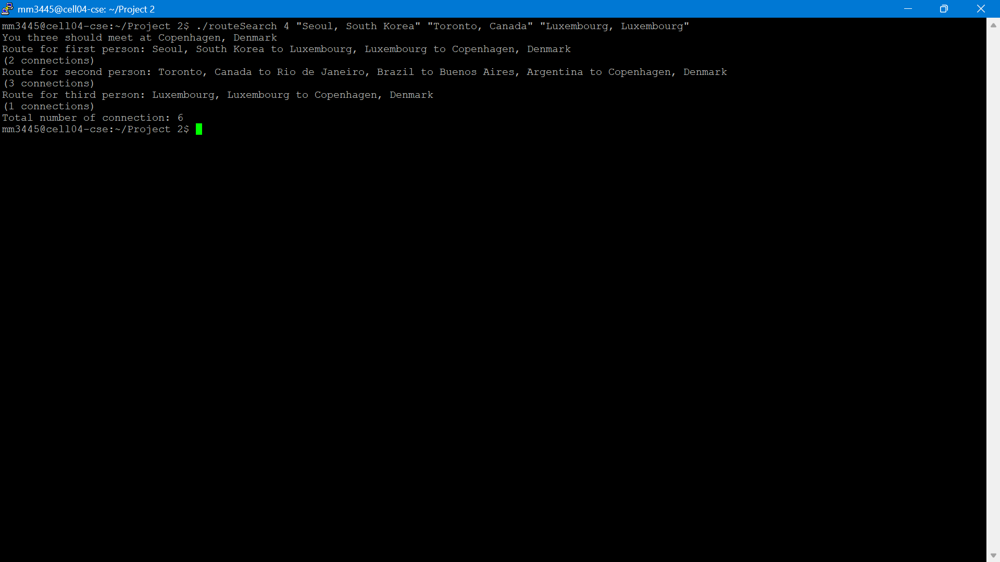 mm3445@cell04-cse: ~/Project 2
mm3445@cell04-cse:~/Project 2$ ./routeSearch 4 "Seoul, South Korea" "Toronto, Canada" "Luxembourg, Luxembourg"
You three should meet at Copenhagen, Denmark
Route for first person: Seoul, South Korea to Luxembourg, Luxembourg to Copenhagen, Denmark
(2 connections)
Route for second person: Toronto, Canada to Rio de Janeiro, Brazil to Buenos Aires, Argentina to Copenhagen, Denmark
(3 connections)
Route for third person: Luxembourg, Luxembourg to Copenhagen, Denmark
(1 connections)
Total number of connection: 6
mm3445@cell04-cse:~/Project 2$